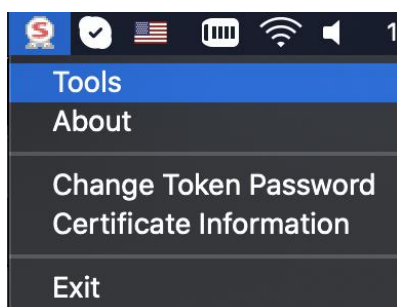 Tools
About
Change Token Password
Certificate Information
Exit